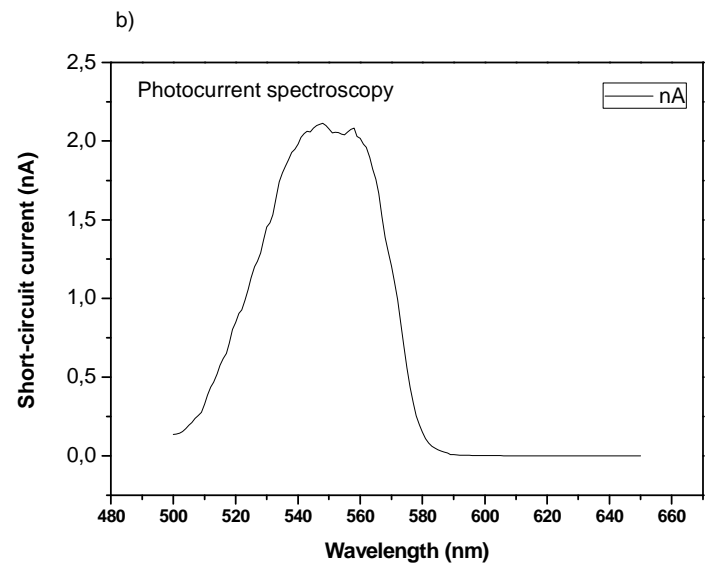 b)
2,5
Photocurrent spectroscopy
nA
2,0
1,5
1,0
0,5
0,0
Short-circuit current (nA)
480 500 520 540 560 580 600 620 640 660
Wavelength (nm)